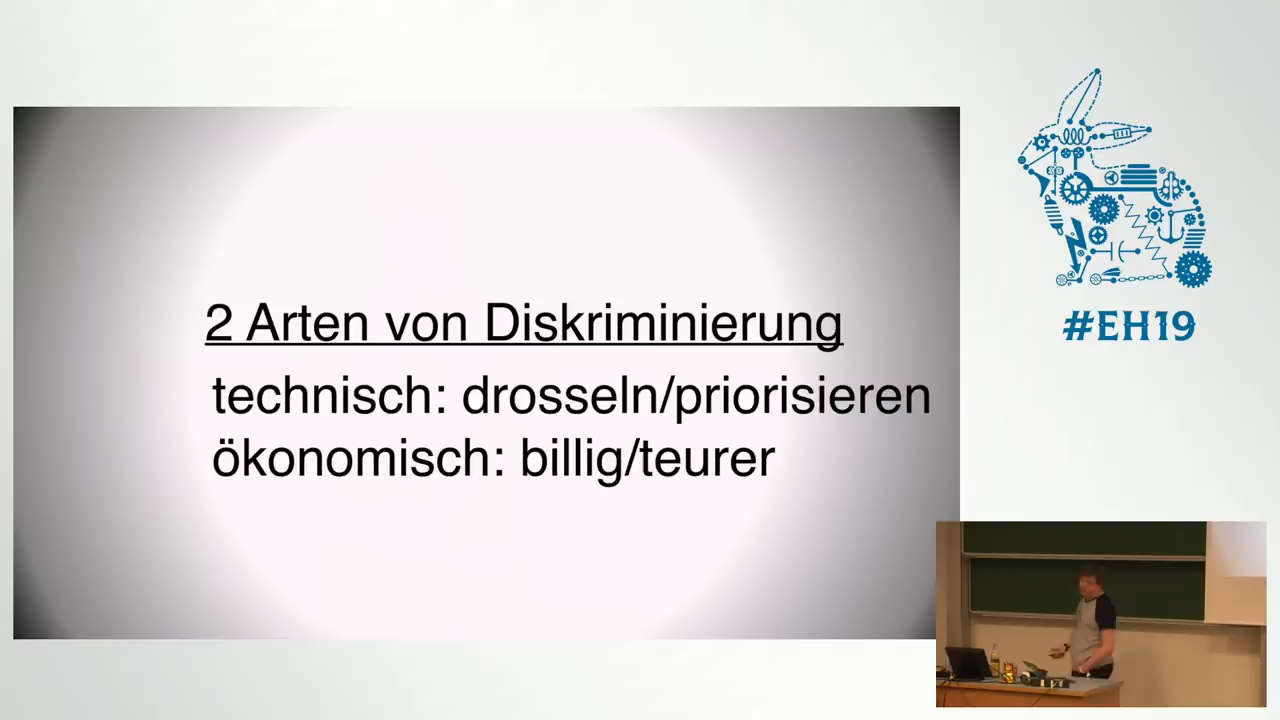 2 Arten von Diskriminierung
technisch: drosseln/priorisieren
ökonomisch: billig/teurer
#EH19